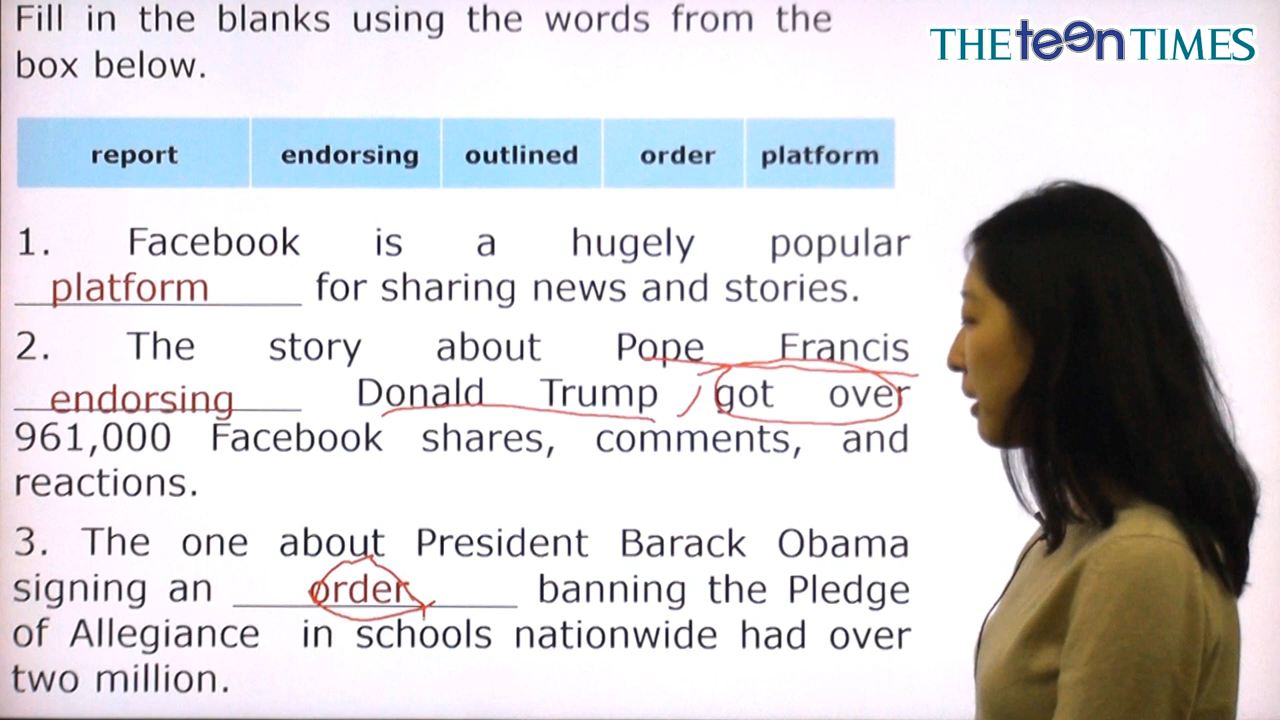 Fill in the blanks using the words from the
THE teen TIMES
box below.
report endorsing outlined order platform
1. Facebook is a hugely popular
platform for sharing news and stories.
2. The story about Pope Francis
endorsing Donald Trump got over
961,000 Facebook shares, comments, and
reactions.
3. The one about President Barack Obama
signing an order banning the Pledge
of Allegiance in schools nationwide had over
two million.